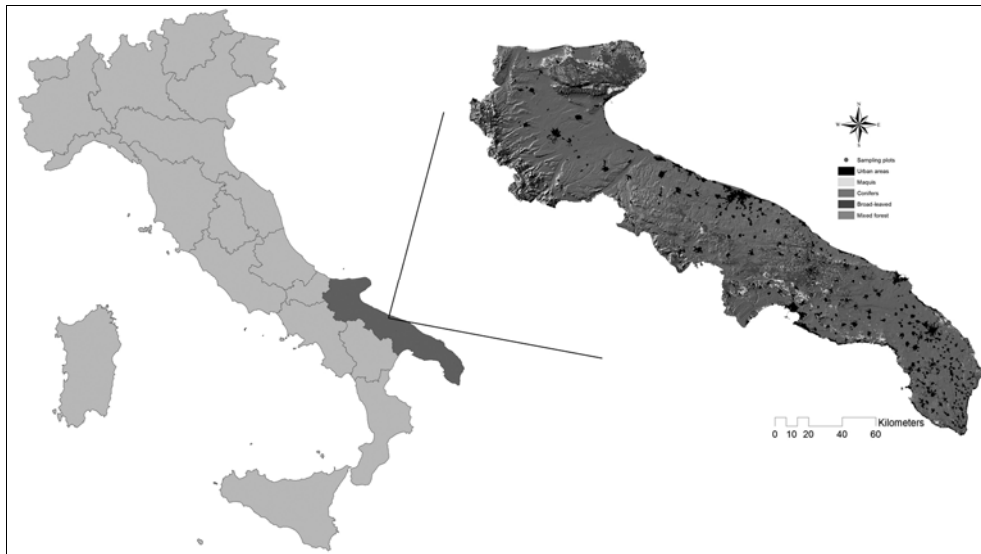 N
W E
S
Sampling plots
Urban areas
Maquis
Conifers
Broad-leaved
Mixed forest
Kilometers
0 10 20 40 60